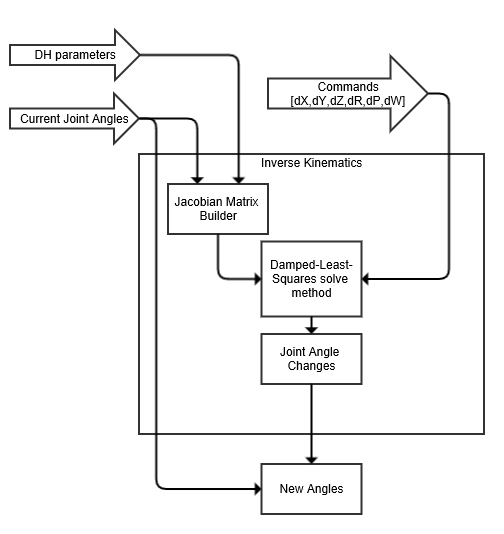 DH parameters
Commands
[dX,dY,dZ,dR,dP,dW]
Current Joint Angles
Inverse Kinematics
Jacobian Matrix
Builder
Damped-Least-
Squares solve
method
Joint Angle
Changes
New Angles